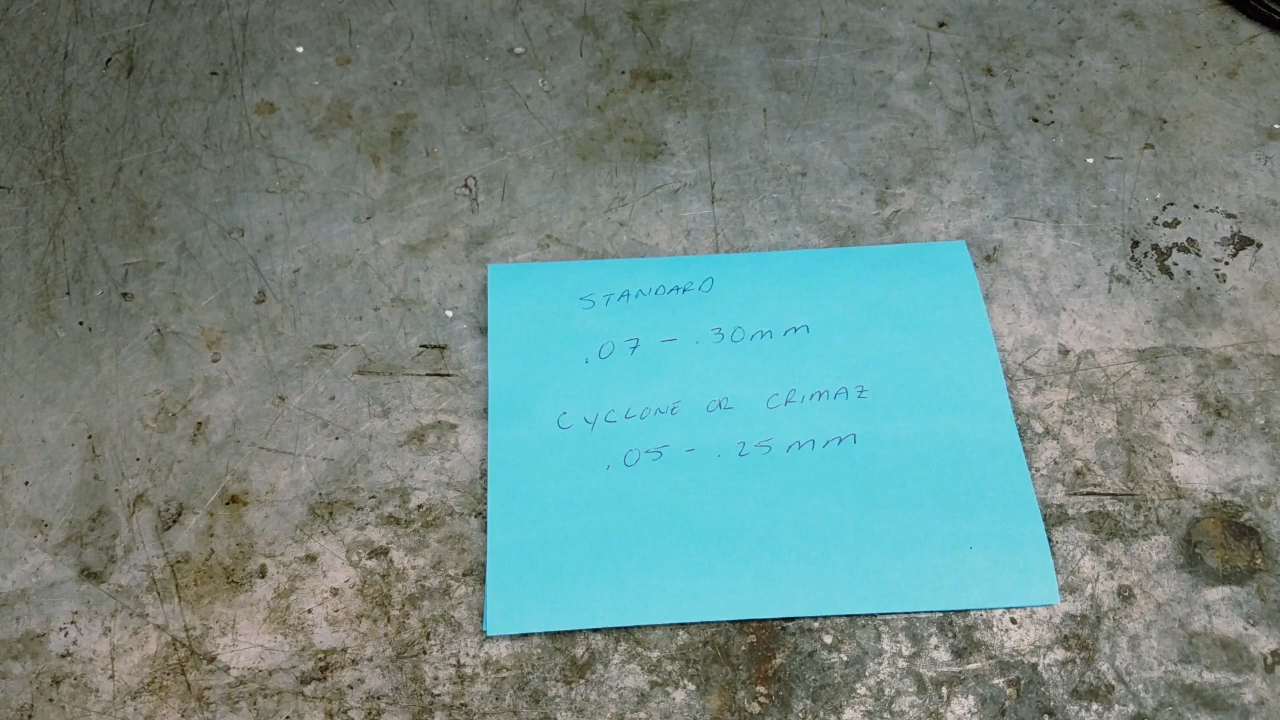 STANDARD
.07 - .30mm
CYCLONE OR CRIMAZ
.05 - .25mm